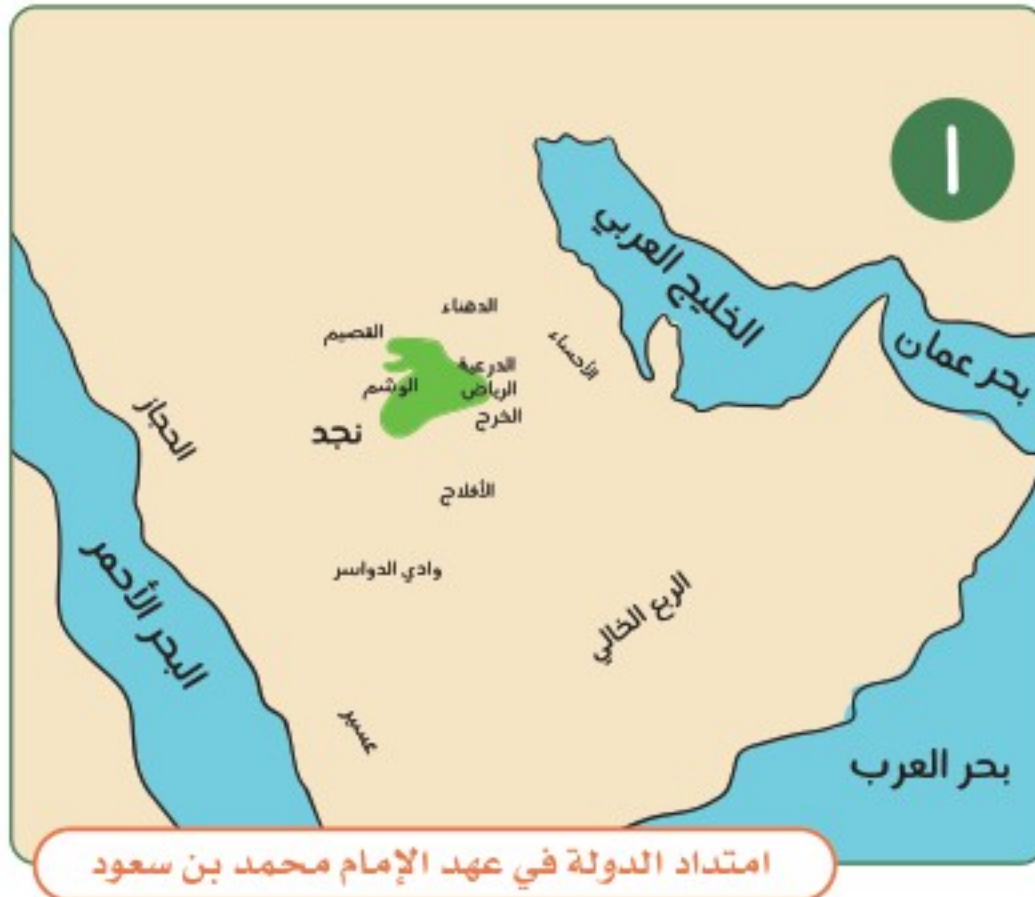 ١
الخليج العربي
بحر عمان
الدهناء
القصيم
الأحساء
الدرعية
الوشم
الرياض
الخرج
الحجاز
نجد
الأفلاج
البحر الأحمر
وادي الدواسر
الربع الخالي
عسير
بحر العرب
امتداد الدولة في عهد الإمام محمد بن سعود